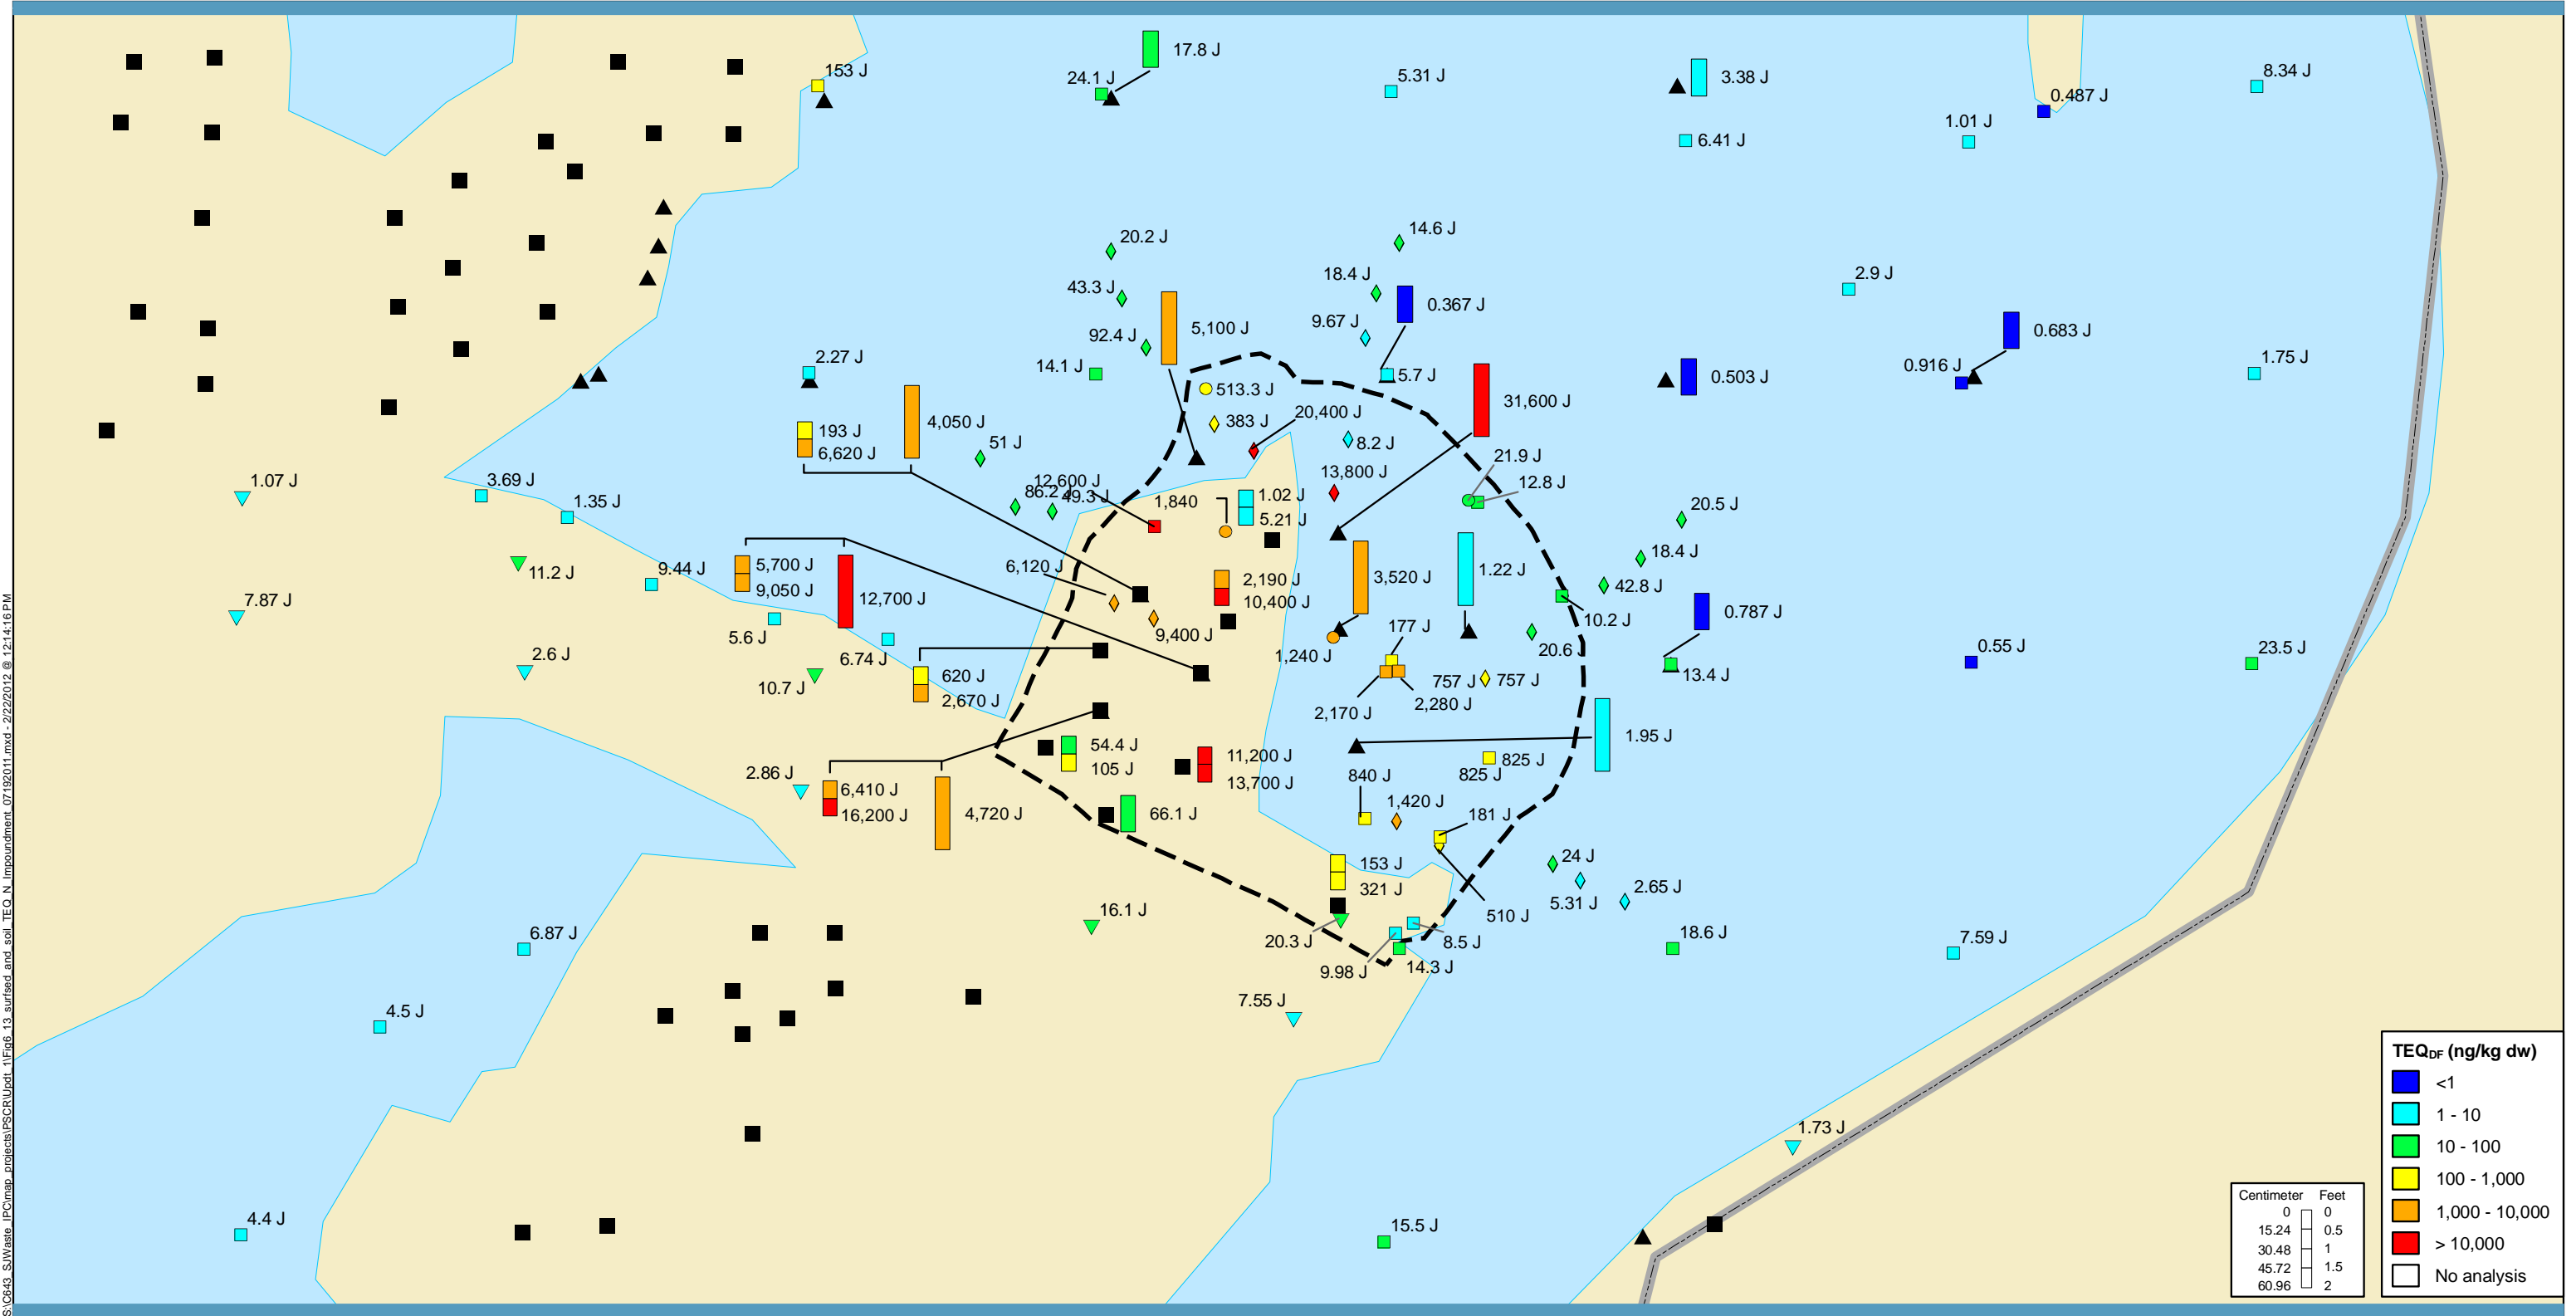 17.8 J
153 J
24.1 J
5.31 J
3.38 J
8.34 J
0.487 J
1.01 J
6.41 J
20.2 J
14.6 J
43.3 J
18.4 J
2.9 J
0.367 J
5,100 J
9.67 J
0.683 J
92.4 J
2.27 J
14.1 J
5.7 J
0.503 J
0.916 J
1.75 J
513.3 J
31,600 J
20,400 J
4,050 J
383 J
193 J
6,620 J
51 J
8.2 J
21.9 J
1.07 J
3.69 J
12,600 J
13,800 J
12.8 J
86.2 J
49.3 J
1,840
1.02 J
5.21 J
1.35 J
20.5 J
18.4 J
11.2 J
9.44 J
5,700 J
9,050 J
12,700 J
6,120 J
2,190 J
10,400 J
3,520 J
1.22 J
42.8 J
7.87 J
10.2 J
0.787 J
5.6 J
9,400 J
177 J
20.6
2.6 J
6.74 J
1,240 J
0.55 J
23.5 J
10.7 J
620 J
2,670 J
757 J
757 J
13.4 J
2,170 J
2,280 J
1.95 J
54.4 J
105 J
11,200 J
13,700 J
825 J
825 J
2.86 J
840 J
6,410 J
16,200 J
4,720 J
66.1 J
1,420 J
181 J
153 J
321 J
24 J
5.31 J
2.65 J
510 J
16.1 J
20.3 J
8.5 J
9.98 J
14.3 J
18.6 J
7.59 J
6.87 J
7.55 J
4.5 J
1.73 J
4.4 J
15.5 J
TEQDF (ng/kg dw)
<1
1 - 10
10 - 100
100 - 1,000
1,000 - 10,000
> 10,000
No analysis
Centimeter Feet
0 0
15.24 0.5
30.48 1
45.72 1.5
60.96 2
S:\C643_SJWaste_IPC\map_projects\PSCR\Updt_1\Fig6_13_surfsed_and_soil_TEQ_N_Impoundment_07192011.mxd - 2/22/2012 @ 12:14:16 PM